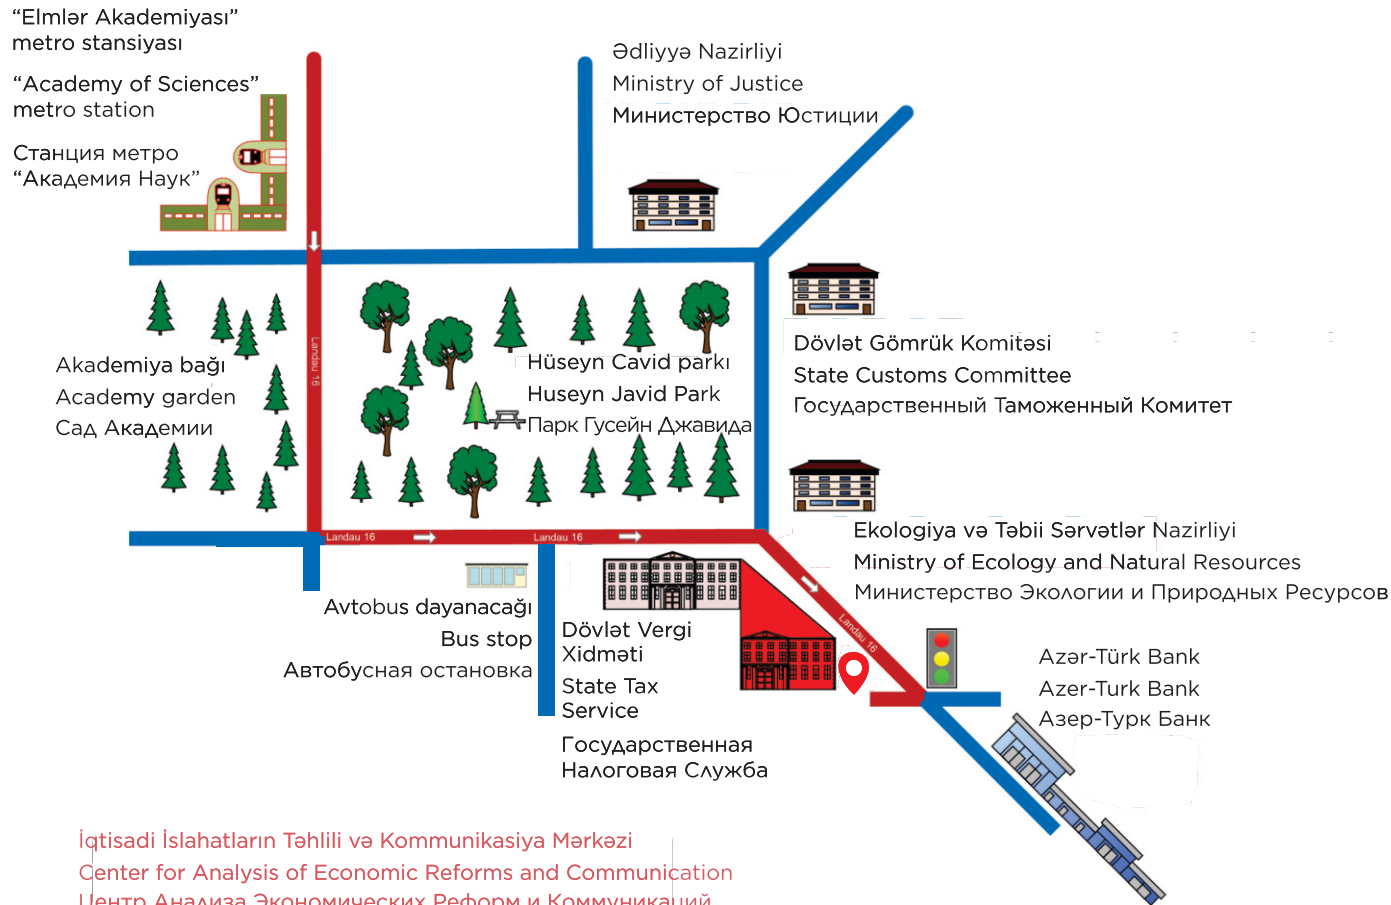 “Elmlər Akademiyası”
metro stansiyası
“Academy of Sciences”
metro station
Станция метро
“Академия Наук”
Ədliyyə Nazirliyi
Ministry of Justice
Министерство Юстиции
Landau 16
Akademiya bağı
Academy garden
Сад Академии
Hüseyn Cavid parkı
Huseyn Javid Park
Парк Гусейн Джавида
Dövlət Gömrük Komitəsi
State Customs Committee
Государственный Таможенный Комитет
Landau 16
Landau 16
Ekologiya və Təbii Sərvətlər Nazirliyi
Ministry of Ecology and Natural Resources
Министерство Экологии и Природных Ресурсов
Avtobus dayanacağı
Bus stop
Автобусная остановка
Dövlət Vergi
Xidməti
State Tax
Service
Государственная
Налоговая Служба
Landau 16
Azər-Türk Bank
Azer-Turk Bank
Азер-Турк Банк
İqtisadi İslahatların Təhlili və Kommunikasiya Mərkəzi
Center for Analysis of Economic Reforms and Communication
Центр Анализа Экономических Реформ и Коммуникаций